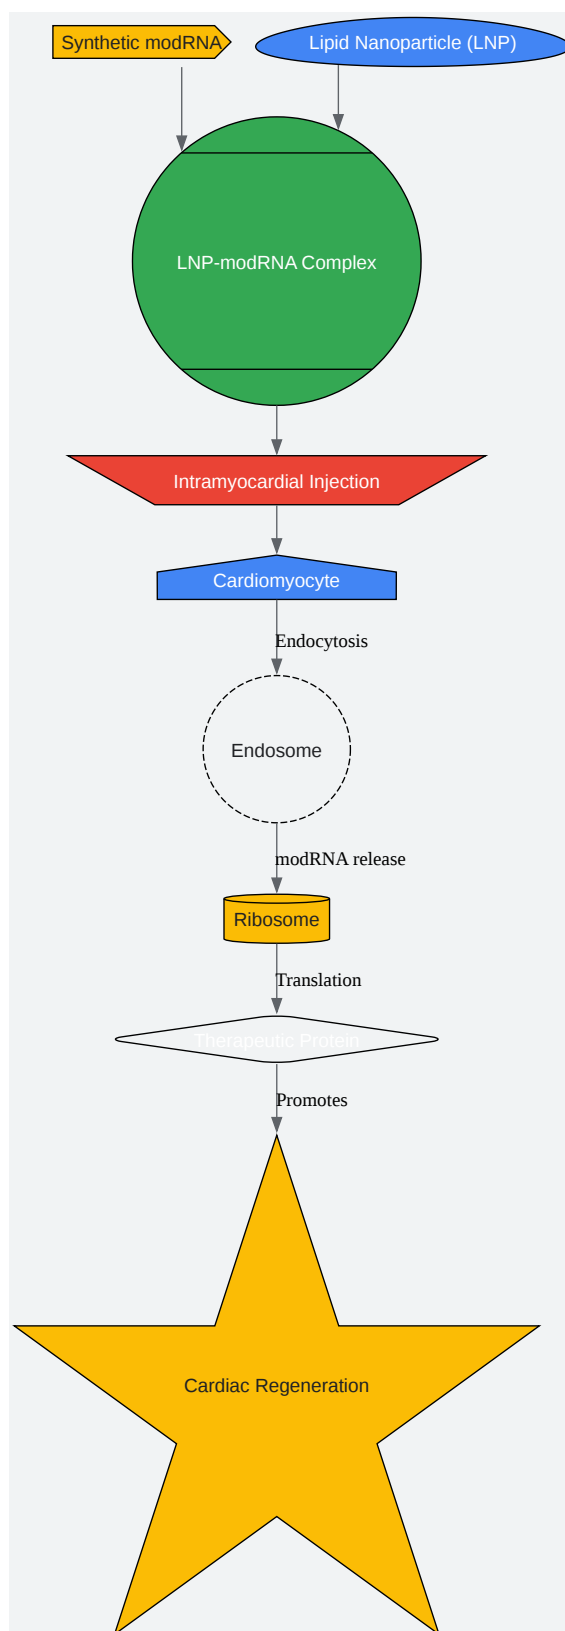 Synthetic modRNA
Lipid Nanoparticle (LNP)
LNP-modRNA Complex
Intramyocardial Injection
Cardiomyocyte
Endocytosis
Endosome
modRNA release
Ribosome
Translation
Therapeutic Protein
Promotes
Cardiac Regeneration